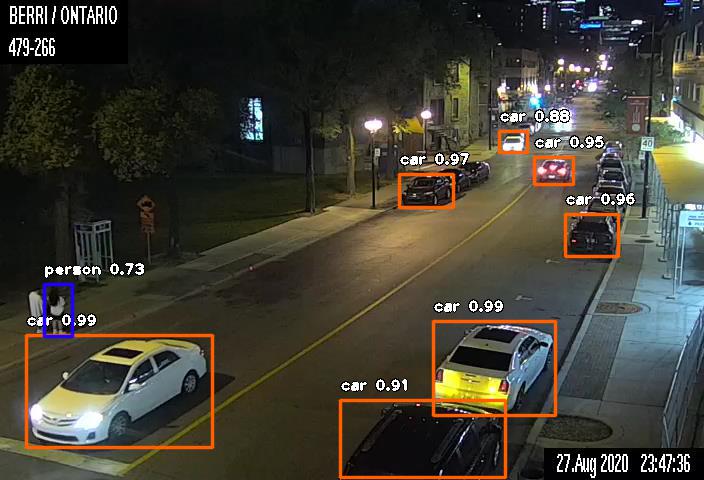 BERRI / ONTARIO
479-266
car 0.88
car 0.95
40
car 0.97
car 0.96
person 0.73
car 0.99
car 0.99
car 0.91
27.Aug 2020 23:47:36